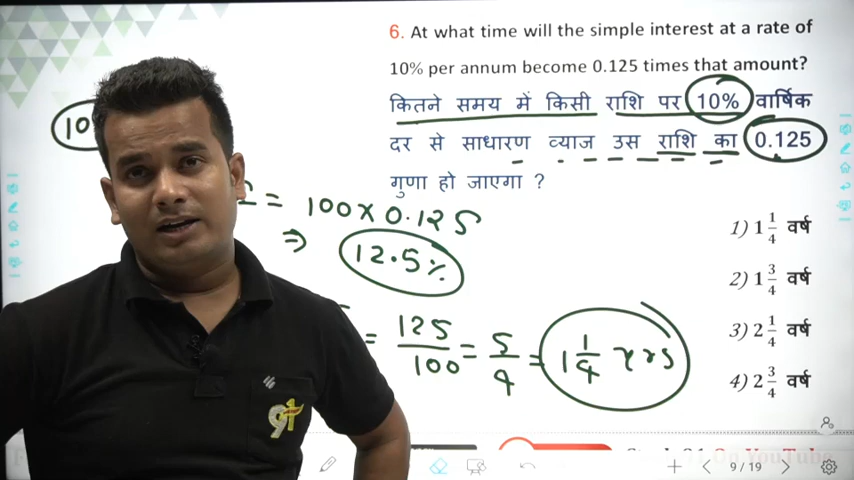 6. At what time will the simple interest at a rate of
10% per annum become 0.125 times that amount?
कितने समय में किसी राशि पर 10% वार्षिक
दर से साधारण व्याज उस राशि का 0.125
गुणा हो जाएगा ?
10
= 100 × 0.125
⇒ 12.5%
= 125/100 = 5/4 = 1 1/4 yrs
1) 1 1/4 वर्ष
2) 1 3/4 वर्ष
3) 2 1/4 वर्ष
4) 2 3/4 वर्ष
9 / 19